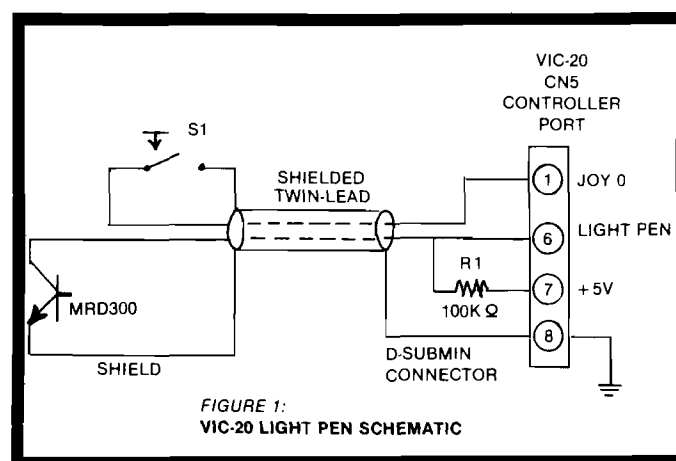 VIC-20
CN5
CONTROLLER
PORT
S1
SHIELDED
TWIN-LEAD
1 JOY 0
6 LIGHT PEN
R1
7 +5V
100K Ω
MRD300
8
SHIELD
D-SUBMIN
CONNECTOR
FIGURE 1:
VIC-20 LIGHT PEN SCHEMATIC